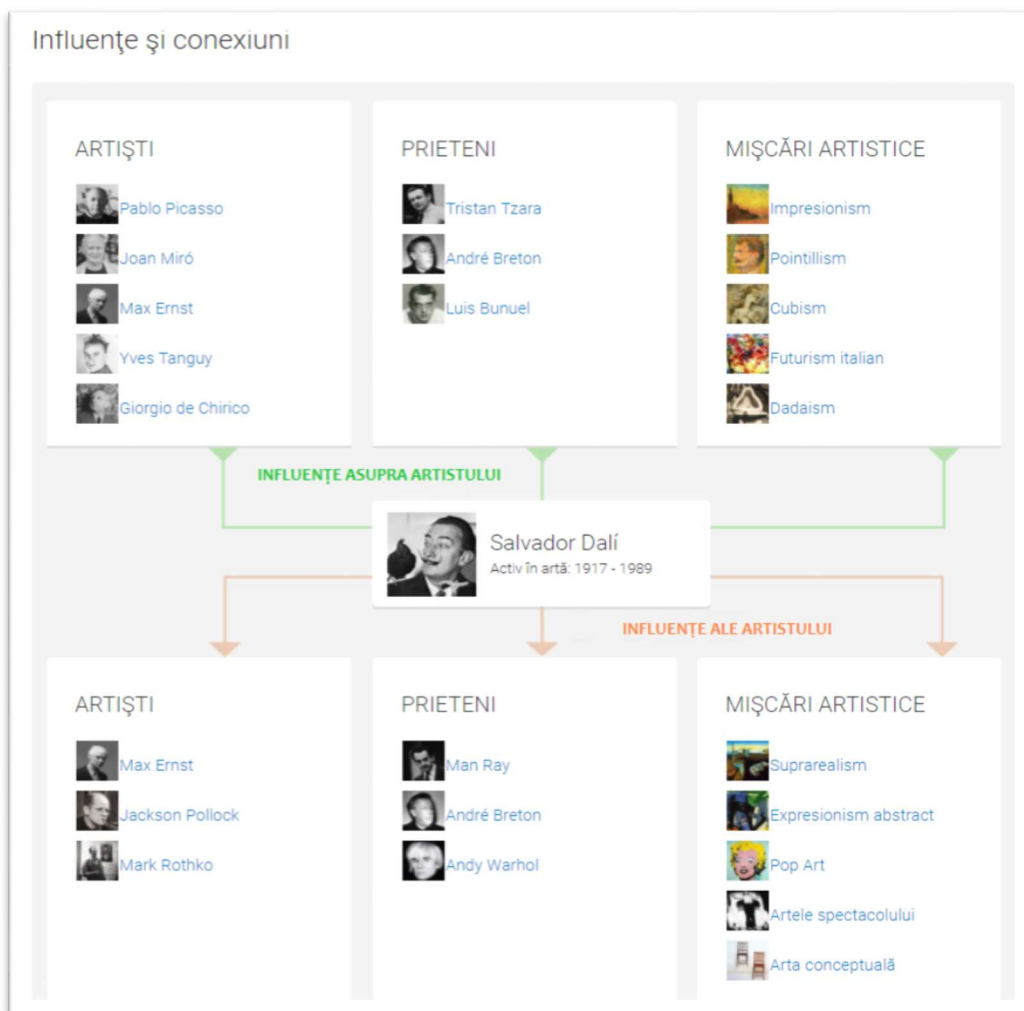 Influenţe şi conexiuni
ARTIŞTI
Pablo Picasso
Joan Miró
Max Ernst
Yves Tanguy
Giorgio de Chirico
PRIETENI
Tristan Tzara
André Breton
Luis Bunuel
MIŞCĂRI ARTISTICE
Impresionism
Pointillism
Cubism
Futurism italian
Dadaism
INFLUENȚE ASUPRA ARTISTULUI
Salvador Dalí
Activ în artă: 1917 - 1989
INFLUENȚE ALE ARTISTULUI
ARTIŞTI
Max Ernst
Jackson Pollock
Mark Rothko
PRIETENI
Man Ray
André Breton
Andy Warhol
MIŞCĂRI ARTISTICE
Suprarealism
Expresionism abstract
Pop Art
Artele spectacolului
Arta conceptuală